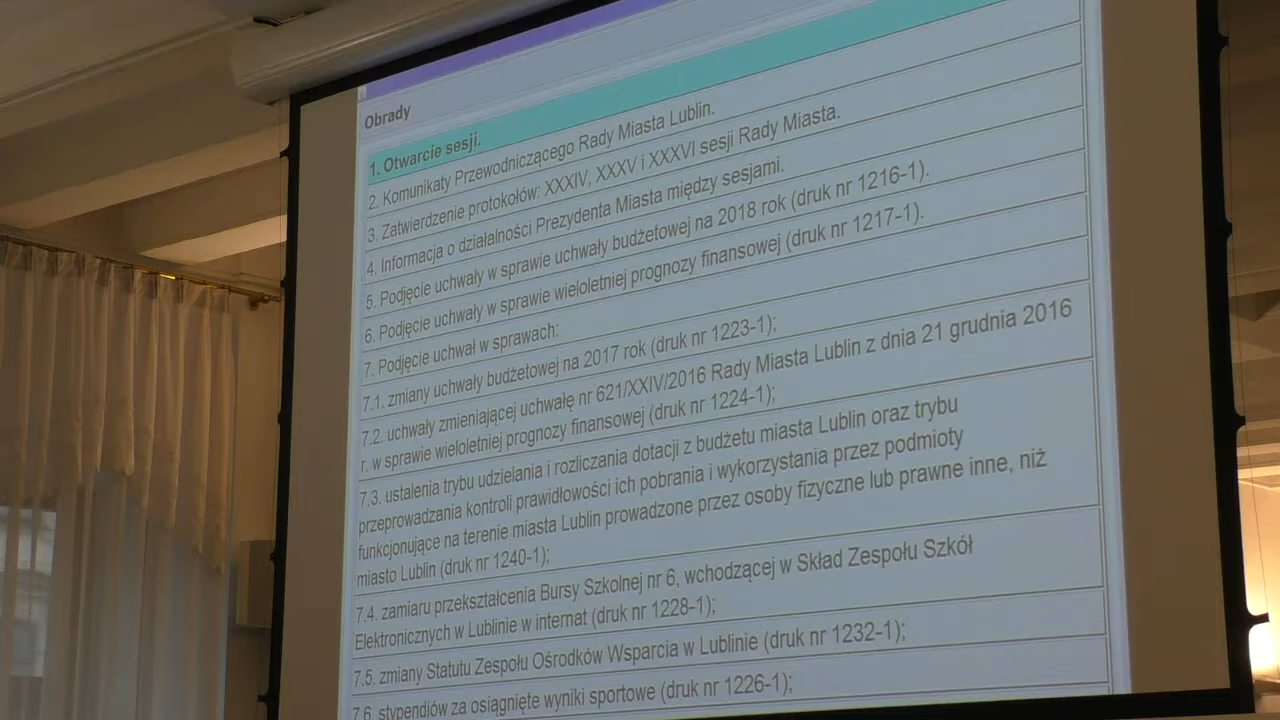 Obrady
1. Otwarcie sesji.
2. Komunikaty Przewodniczącego Rady Miasta Lublin.
3. Zatwierdzenie protokołów: XXXIV, XXXV i XXXVI sesji Rady Miasta.
4. Informacja o działalności Prezydenta Miasta między sesjami.
5. Podjęcie uchwały w sprawie uchwały budżetowej na 2018 rok (druk nr 1216-1).
6. Podjęcie uchwały w sprawie wieloletniej prognozy finansowej (druk nr 1217-1).
7. Podjęcie uchwał w sprawach:
7.1. zmiany uchwały budżetowej na 2017 rok (druk nr 1223-1);
7.2. uchwały zmieniającej uchwałę nr 621/XXIV/2016 Rady Miasta Lublin z dnia 21 grudnia 2016
r. w sprawie wieloletniej prognozy finansowej (druk nr 1224-1);
7.3. ustalenia trybu udzielania i rozliczania dotacji z budżetu miasta Lublin oraz trybu
przeprowadzania kontroli prawidłowości ich pobrania i wykorzystania przez podmioty
funkcjonujące na terenie miasta Lublin prowadzone przez osoby fizyczne lub prawne inne, niż
miasto Lublin (druk nr 1240-1);
7.4. zamiaru przekształcenia Bursy Szkolnej nr 6, wchodzącej w Skład Zespołu Szkół
Elektronicznych w Lublinie w internat (druk nr 1228-1);
7.5. zmiany Statutu Zespołu Ośrodków Wsparcia w Lublinie (druk nr 1232-1);
7.6. stypendiów za osiągnięte wyniki sportowe (druk nr 1226-1);